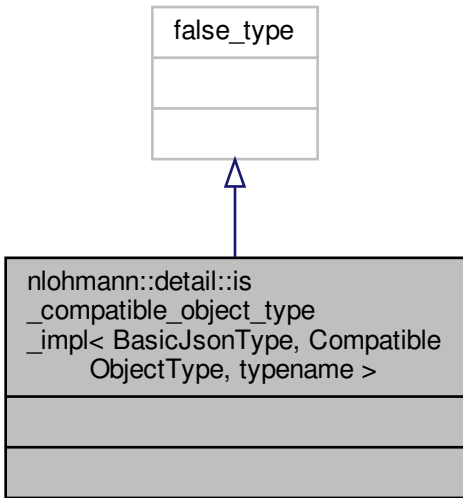 false_type
nlohmann::detail::is
_compatible_object_type
_impl< BasicJsonType, Compatible
ObjectType, typename >